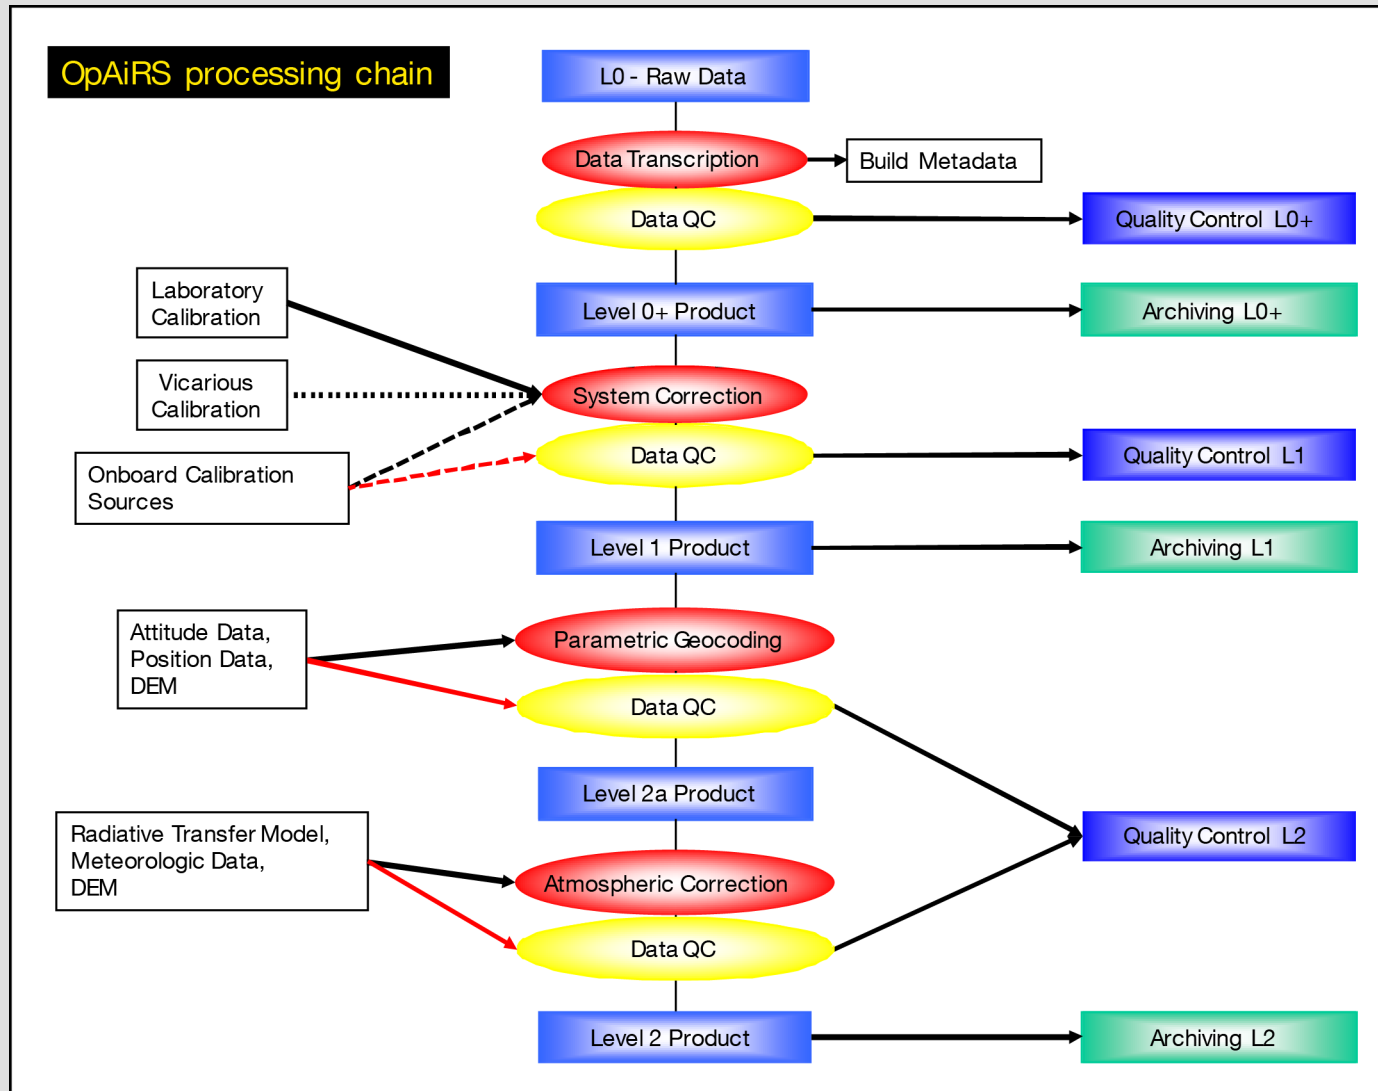 OpAiRS processing chain
L0 - Raw Data
Data Transcription
Build Metadata
Data QC
Quality Control L0+
Laboratory
Calibration
Level 0+ Product
Archiving L0+
Vicarious
Calibration
System Correction
Onboard Calibration
Sources
Data QC
Quality Control L1
Level 1 Product
Archiving L1
Attitude Data,
Position Data,
DEM
Parametric Geocoding
Data QC
Level 2a Product
Radiative Transfer Model,
Meteorologic Data,
DEM
Quality Control L2
Atmospheric Correction
Data QC
Level 2 Product
Archiving L2